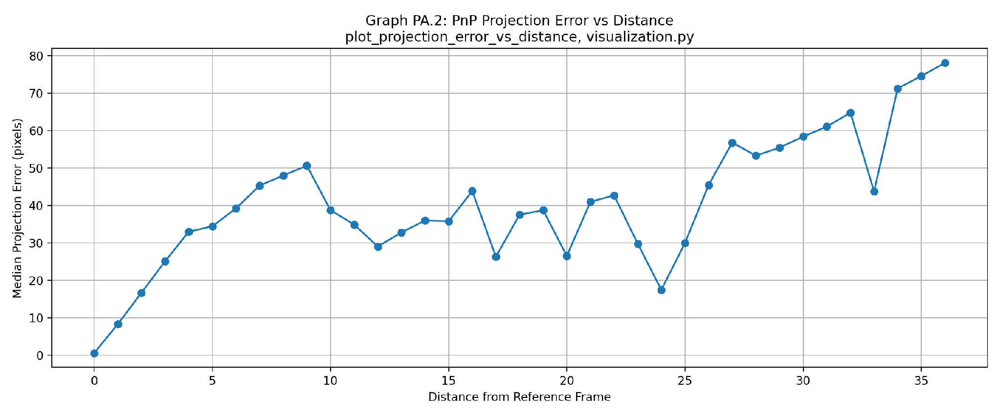 Graph PA.2: PnP Projection Error vs Distance
plot_projection_error_vs_distance, visualization.py
Median Projection Error (pixels)
80
70
60
50
40
30
20
10
0
0 5 10 15 20 25 30 35
Distance from Reference Frame